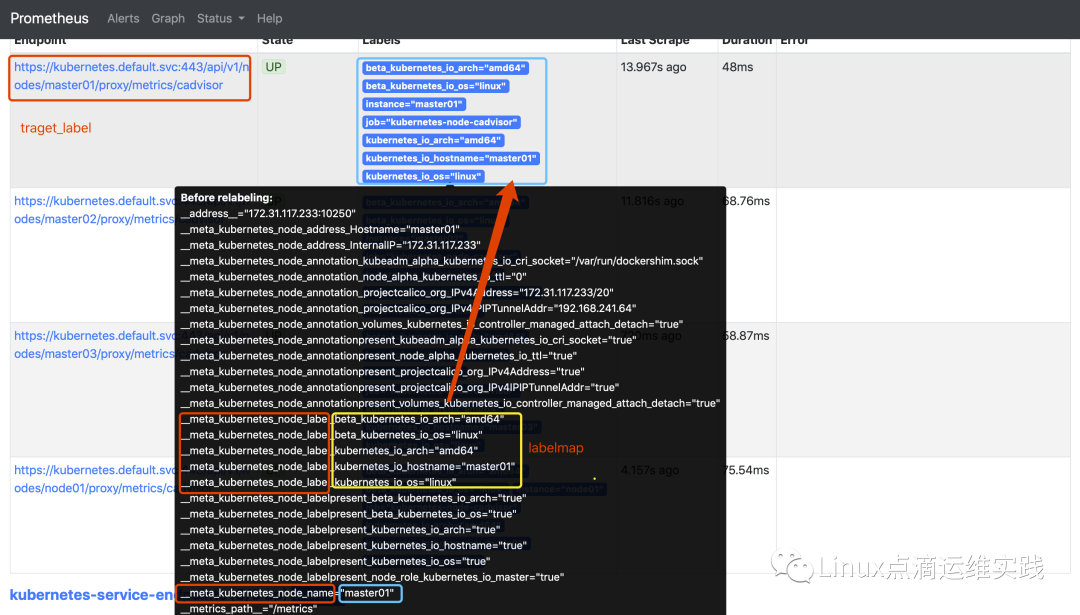 Prometheus Alerts Graph Status Help
Endpoint State Labels Last Scrape Duration Error
https://kubernetes.default.svc:443/api/v1/n
odes/master01/proxy/metrics/cadvisor
UP
beta_kubernetes_io_arch="amd64"
beta_kubernetes_io_os="linux"
instance="master01"
job="kubernetes-node-cadvisor"
kubernetes_io_arch="amd64"
kubernetes_io_hostname="master01"
kubernetes_io_os="linux"
13.967s ago
48ms
traget_label
https://kubernetes.default.svc
odes/master02/proxy/metrics
11.816s ago
68.76ms
Before relabeling:
__address__="172.31.117.233:10250"
__meta_kubernetes_node_address_Hostname="master01"
__meta_kubernetes_node_address_InternalIP="172.31.117.233"
__meta_kubernetes_node_annotation_kubeadm_alpha_kubernetes_io_cri_socket="/var/run/dockershim.sock"
__meta_kubernetes_node_annotation_node_alpha_kubernetes_io_ttl="0"
__meta_kubernetes_node_annotation_projectcalico_org_IPv4Address="172.31.117.233/20"
__meta_kubernetes_node_annotation_projectcalico_org_IPv4IPIPTunnelAddr="192.168.241.64"
__meta_kubernetes_node_annotation_volumes_kubernetes_io_controller_managed_attach_detach="true"
__meta_kubernetes_node_annotationpresent_kubeadm_alpha_kubernetes_io_cri_socket="true"
__meta_kubernetes_node_annotationpresent_node_alpha_kubernetes_io_ttl="true"
__meta_kubernetes_node_annotationpresent_projectcalico_org_IPv4Address="true"
__meta_kubernetes_node_annotationpresent_projectcalico_org_IPv4IPIPTunnelAddr="true"
__meta_kubernetes_node_annotationpresent_volumes_kubernetes_io_controller_managed_attach_detach="true"
__meta_kubernetes_node_label_beta_kubernetes_io_arch="amd64"
__meta_kubernetes_node_label_beta_kubernetes_io_os="linux"
__meta_kubernetes_node_label_kubernetes_io_arch="amd64"
__meta_kubernetes_node_label_kubernetes_io_hostname="master01"
__meta_kubernetes_node_label_kubernetes_io_os="linux"
labelmap
__meta_kubernetes_node_labelpresent_beta_kubernetes_io_arch="true"
__meta_kubernetes_node_labelpresent_beta_kubernetes_io_os="true"
__meta_kubernetes_node_labelpresent_kubernetes_io_arch="true"
__meta_kubernetes_node_labelpresent_kubernetes_io_hostname="true"
__meta_kubernetes_node_labelpresent_kubernetes_io_os="true"
__meta_kubernetes_node_labelpresent_node_role_kubernetes_io_master="true"
__meta_kubernetes_node_name="master01"
__metrics_path__="/metrics"
https://kubernetes.default.svc
odes/master03/proxy/metrics
ago
58.87ms
https://kubernetes.default.svc
odes/node01/proxy/metrics/c
4.157s ago
75.54ms
kubernetes-service-en
Linux点滴运维实践